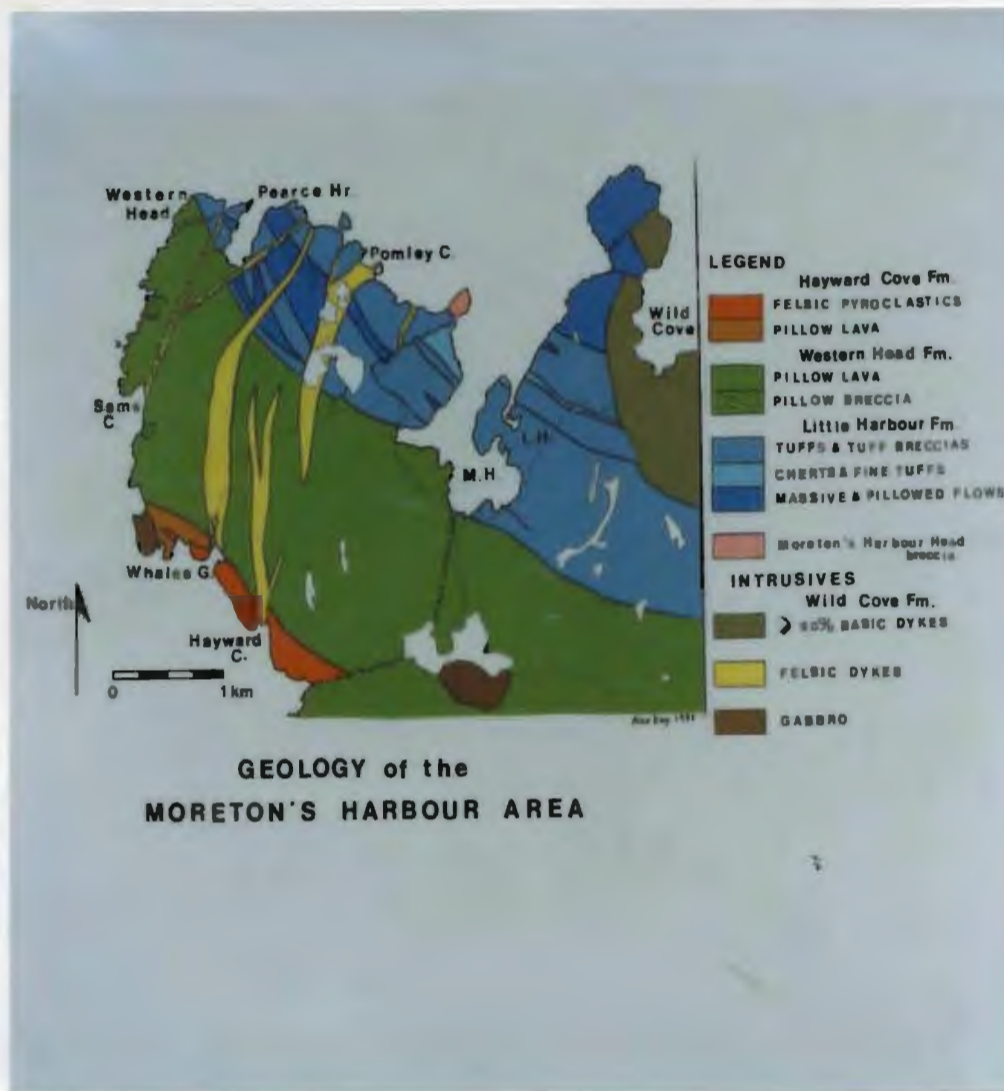 Western
Head
Pearce Hr.
Pomley C.
Wild
Cove
Sam
C
L.H.
M.H
Whales G.
North
Hayward
C.
0 1 km
LEGEND
Hayward Cove Fm.
FELSIC PYROCLASTICS
PILLOW LAVA
Western Head Fm.
PILLOW LAVA
PILLOW BRECCIA
Little Harbour Fm
TUFFS & TUFF BRECCIAS
CHERTS & FINE TUFFS
MASSIVE & PILLOWED FLOWS
Moreton's Harbour Head
breccia
INTRUSIVES
Wild Cove Fm.
> 90% BASIC DYKES
FELSIC DYKES
GABBRO
GEOLOGY of the
MORETON'S HARBOUR AREA